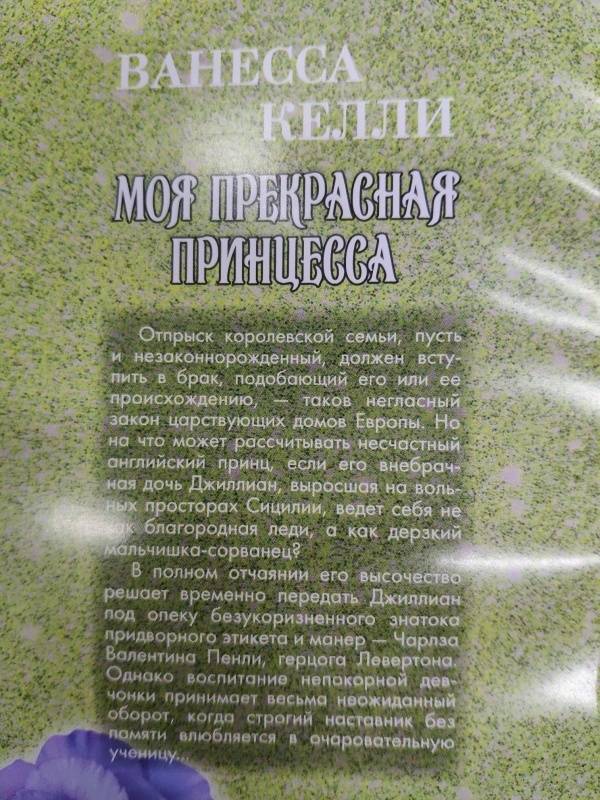 ВАНЕССА
КЕЛЛИ
МОЯ ПРЕКРАСНАЯ
ПРИНЦЕССА
Отпрыск королевской семьи, пусть
и незаконнорожденный, должен всту-
пить в брак, подобающий его или ее
происхождению, — таков негласный
закон царствующих домов Европы. Но
на что может рассчитывать несчастный
английский принц, если его внебрач-
ная дочь Джиллиан, выросшая на воль-
ных просторах Сицилии, ведет себя не
как благородная леди, а как дерзкий
мальчишка-сорванец?
В полном отчаянии его высочество
решает временно передать Джиллиан
под опеку безукоризненного знатока
придворного этикета и манер — Чарлза
Валентина Пенли, герцога Левертона.
Однако воспитание непокорной дев-
чонки принимает весьма неожиданный
оборот, когда строгий наставник без
памяти влюбляется в очаровательную
ученицу...